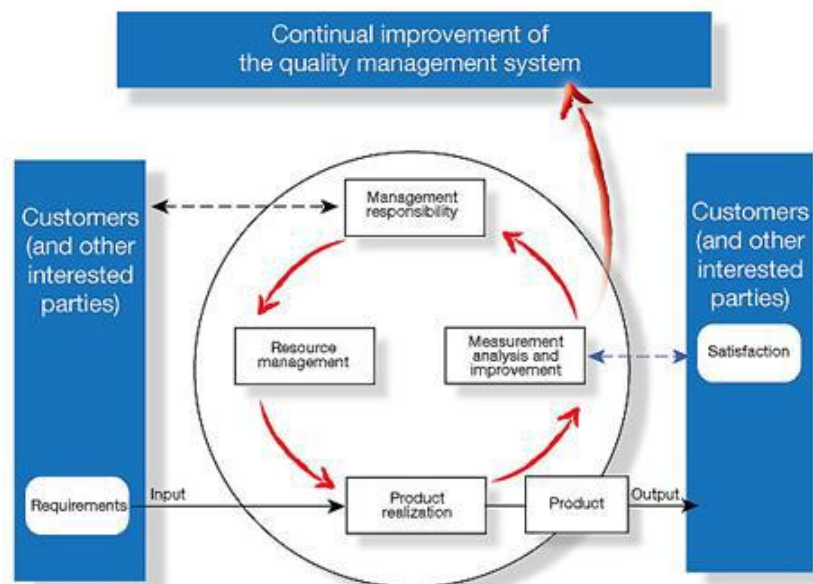 Continual improvement of
the quality management system
Customers
(and other
interested
parties)
Management
responsibility
Customers
(and other
interested
parties)
Resource
management
Measurement
analysis and
improvement
Satisfaction
Requirements
Input
Product
realization
Product
Output